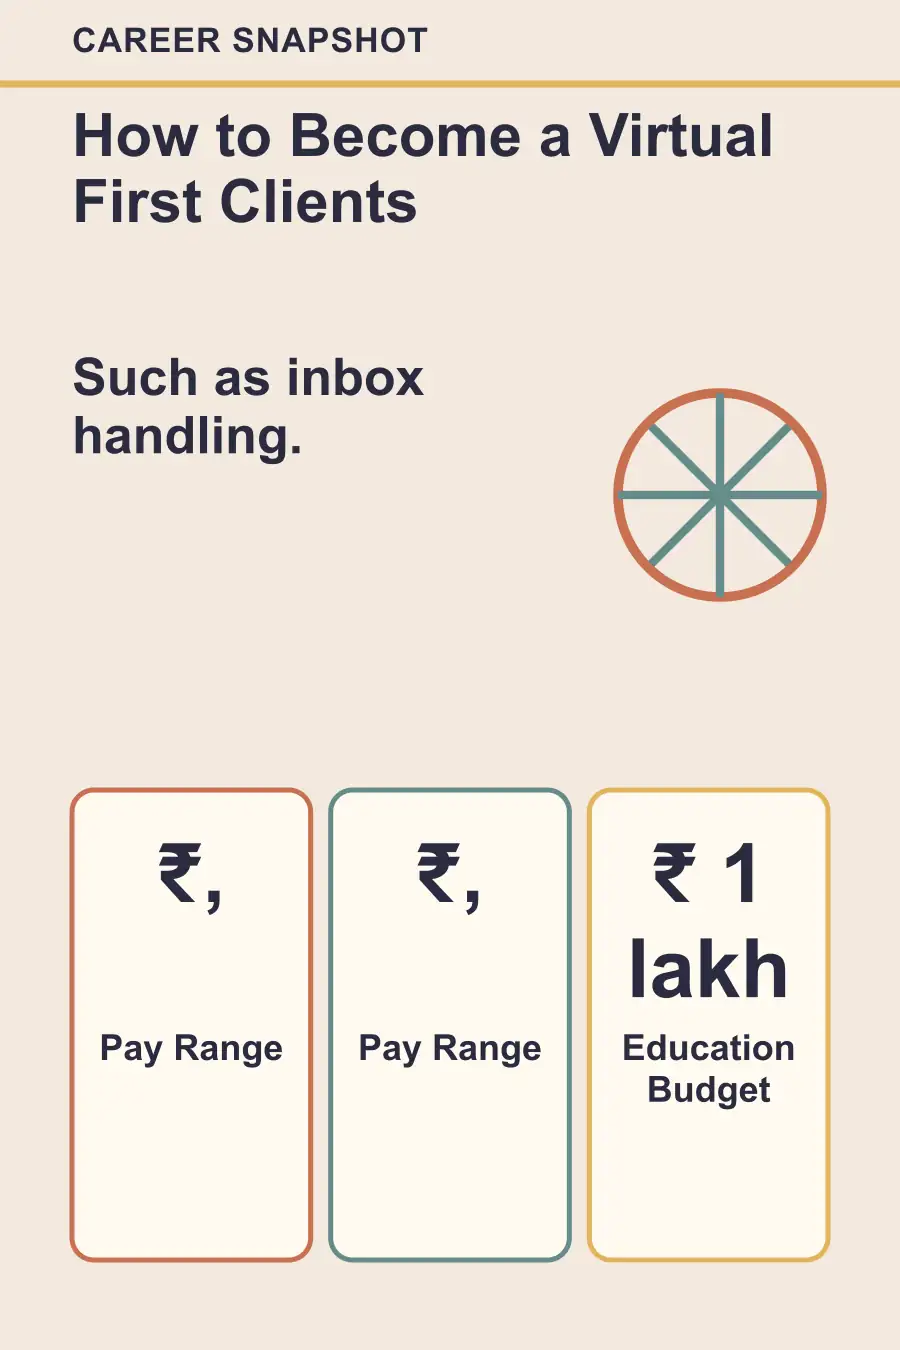 CAREER SNAPSHOT
How to Become a Virtual
First Clients
Such as inbox
handling.
₹,
Pay Range
₹,
Pay Range
₹ 1
lakh
Education
Budget